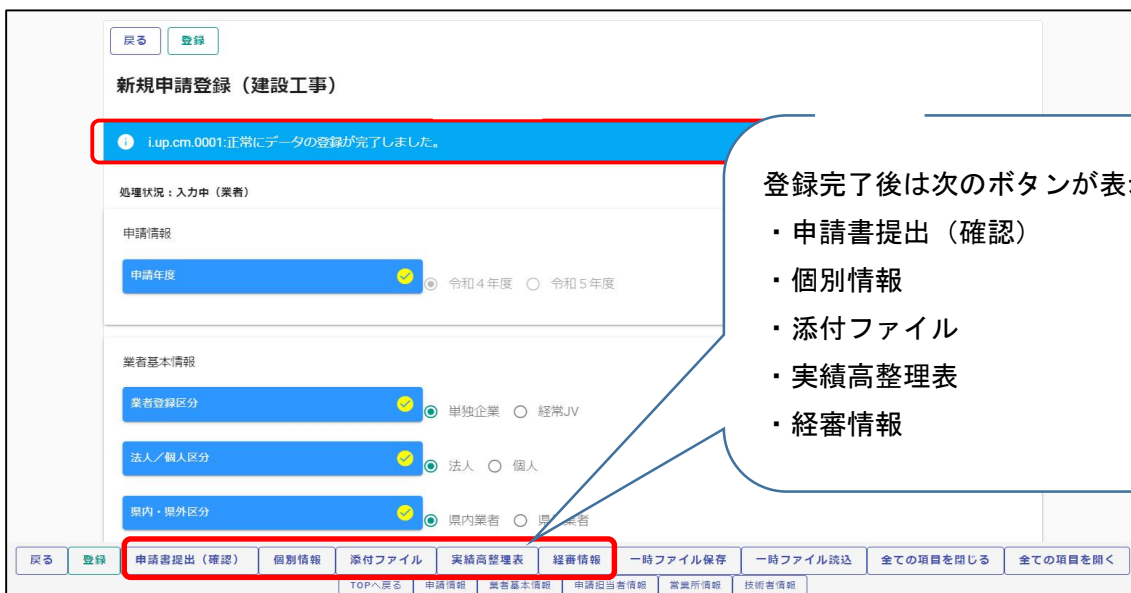 戻る 登録
新規申請登録（建設工事）
i.up.cm.0001:正常にデータの登録が完了しました。
処理状況：入力中（業者）
申請情報
申請年度 令和４年度 令和５年度
業者基本情報
業者登録区分 単独企業 経常JV
法人／個人区分 法人 個人
県内・県外区分 県内業者 県 業者
登録完了後は次のボタンが表
・申請書提出（確認）
・個別情報
・添付ファイル
・実績高整理表
・経審情報
戻る 登録 申請書提出（確認） 個別情報 添付ファイル 実績高整理表 経審情報 一時ファイル保存 一時ファイル読込 全ての項目を閉じる 全ての項目を開く
TOPへ戻る 申請情報 業者基本情報 申請担当者情報 営業所情報 技術者情報